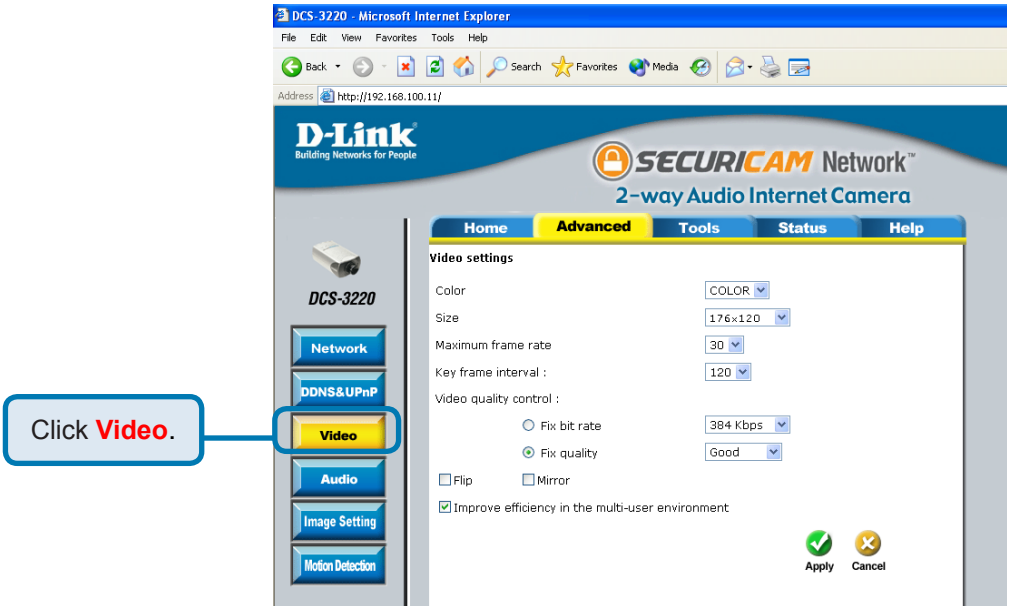 DCS-3220 - Microsoft Internet Explorer
File Edit View Favorites Tools Help
Back Search Favorites Media
Address http://192.168.100.11/
D-Link
Building Networks for People
SECURICAM Network™
2-way Audio Internet Camera
Home Advanced Tools Status Help
DCS-3220
Network
DDNS&UPnP
Video
Audio
Image Setting
Motion Detection
Click Video.
Video settings
Color COLOR
Size 176x120
Maximum frame rate 30
Key frame interval : 120
Video quality control :
Fix bit rate 384 Kbps
Fix quality Good
Flip Mirror
Improve efficiency in the multi-user environment
Apply Cancel